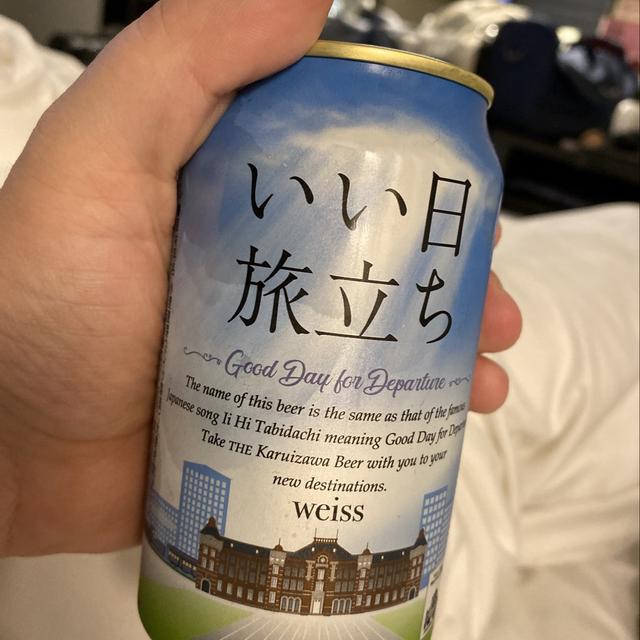 いい日
旅立ち
Good Day for Departure
The name of this beer is the same as that of the famous
Japanese song Ii Hi Tabidachi meaning Good Day for
Take THE Karuizawa Beer with you to your
new destinations.
weiss